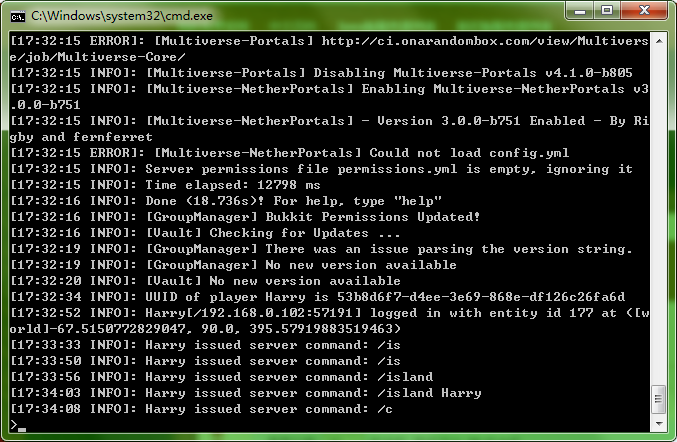 C:\Windows\system32\cmd.exe
[17:32:15 ERROR]: [Multiverse-Portals] http://ci.onarandombox.com/view/Multivers
e/job/Multiverse-Core/
[17:32:15 INFO]: [Multiverse-Portals] Disabling Multiverse-Portals v4.1.0-b805
[17:32:15 INFO]: [Multiverse-NetherPortals] Enabling Multiverse-NetherPortals v3
.0.0-b751
[17:32:15 INFO]: [Multiverse-NetherPortals] - Version 3.0.0-b751 Enabled - By Ri
gby and fernferret
[17:32:15 ERROR]: [Multiverse-NetherPortals] Could not load config.yml
[17:32:15 INFO]: Server permissions file permissions.yml is empty, ignoring it
[17:32:15 INFO]: Time elapsed: 12798 ms
[17:32:16 INFO]: Done (18.736s)! For help, type "help"
[17:32:16 INFO]: [GroupManager] Bukkit Permissions Updated!
[17:32:16 INFO]: [Vault] Checking for Updates ...
[17:32:19 INFO]: [GroupManager] There was an issue parsing the version string.
[17:32:19 INFO]: [GroupManager] No new version available
[17:32:20 INFO]: [Vault] No new version available
[17:32:34 INFO]: UUID of player Harry is 53b8d6f7-d4ee-3e69-868e-df126c26fa6d
[17:32:52 INFO]: Harry[/192.168.0.102:57191] logged in with entity id 177 at ([w
orld]-67.5150772829047, 90.0, 395.57919883519463)
[17:33:33 INFO]: Harry issued server command: /is
[17:33:50 INFO]: Harry issued server command: /is
[17:33:56 INFO]: Harry issued server command: /island
[17:34:03 INFO]: Harry issued server command: /island Harry
[17:34:08 INFO]: Harry issued server command: /c
>_